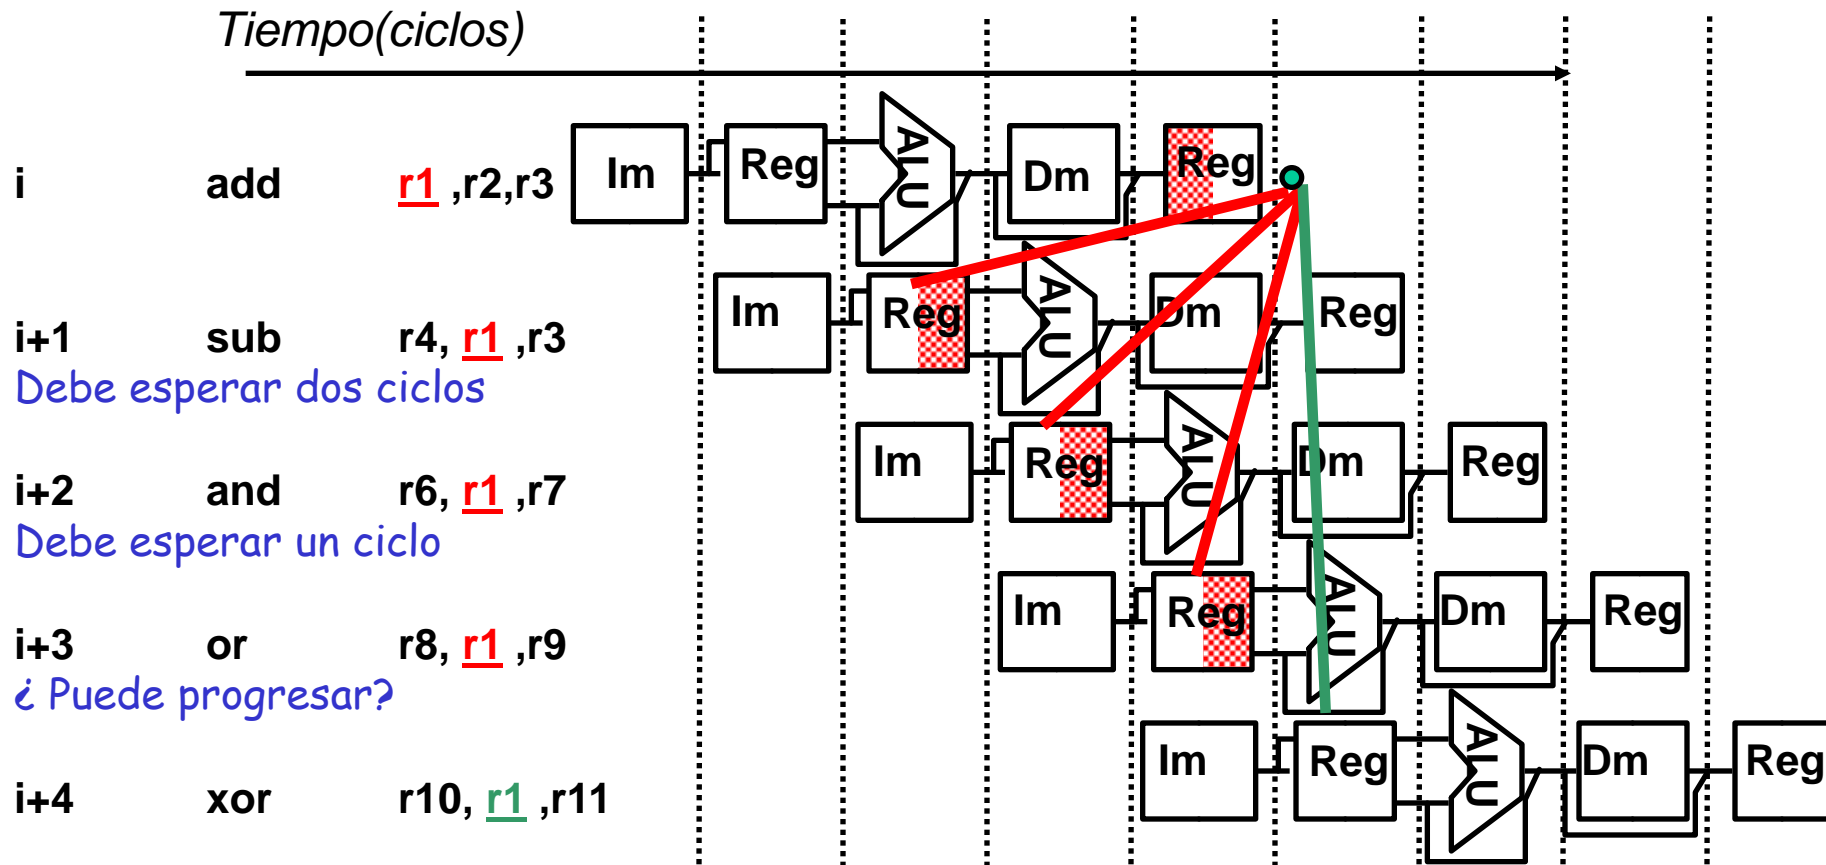 Tiempo(ciclos)
i add r1 ,r2,r3 Im Reg ALU Dm Reg
Im Reg ALU Dm Reg
i+1 sub r4, r1 ,r3
Debe esperar dos ciclos
Im Reg ALU Dm Reg
i+2 and r6, r1 ,r7
Debe esperar un ciclo
Im Reg ALU Dm Reg
i+3 or r8, r1 ,r9
¿ Puede progresar?
Im Reg ALU Dm Reg
i+4 xor r10, r1 ,r11